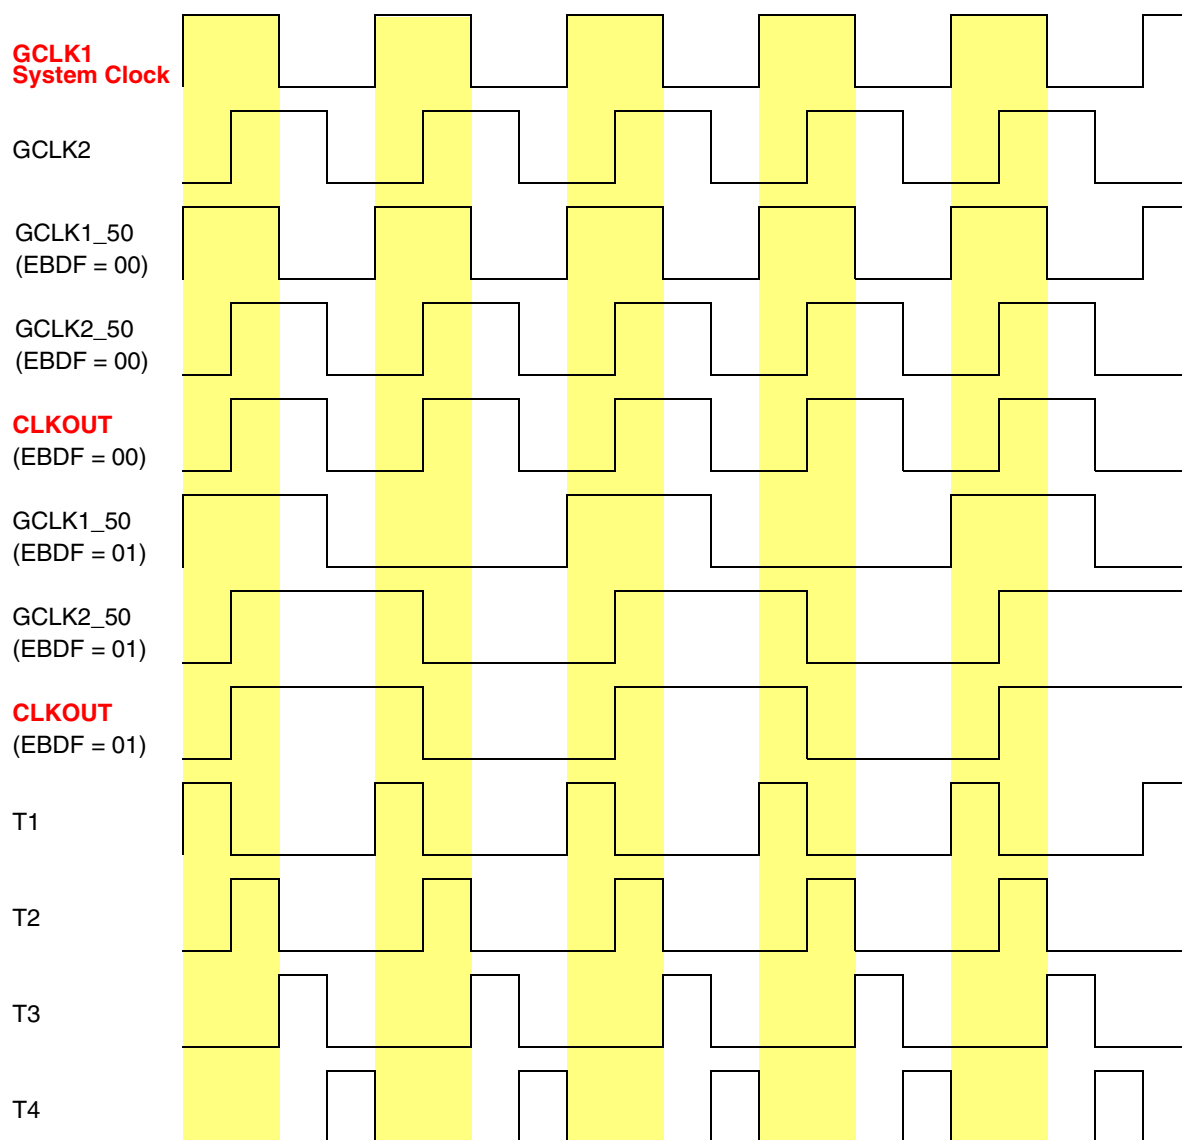 GCLK1
System Clock
GCLK2
GCLK1_50
(EBDF = 00)
GCLK2_50
(EBDF = 00)
CLKOUT
(EBDF = 00)
GCLK1_50
(EBDF = 01)
GCLK2_50
(EBDF = 01)
CLKOUT
(EBDF = 01)
T1
T2
T3
T4